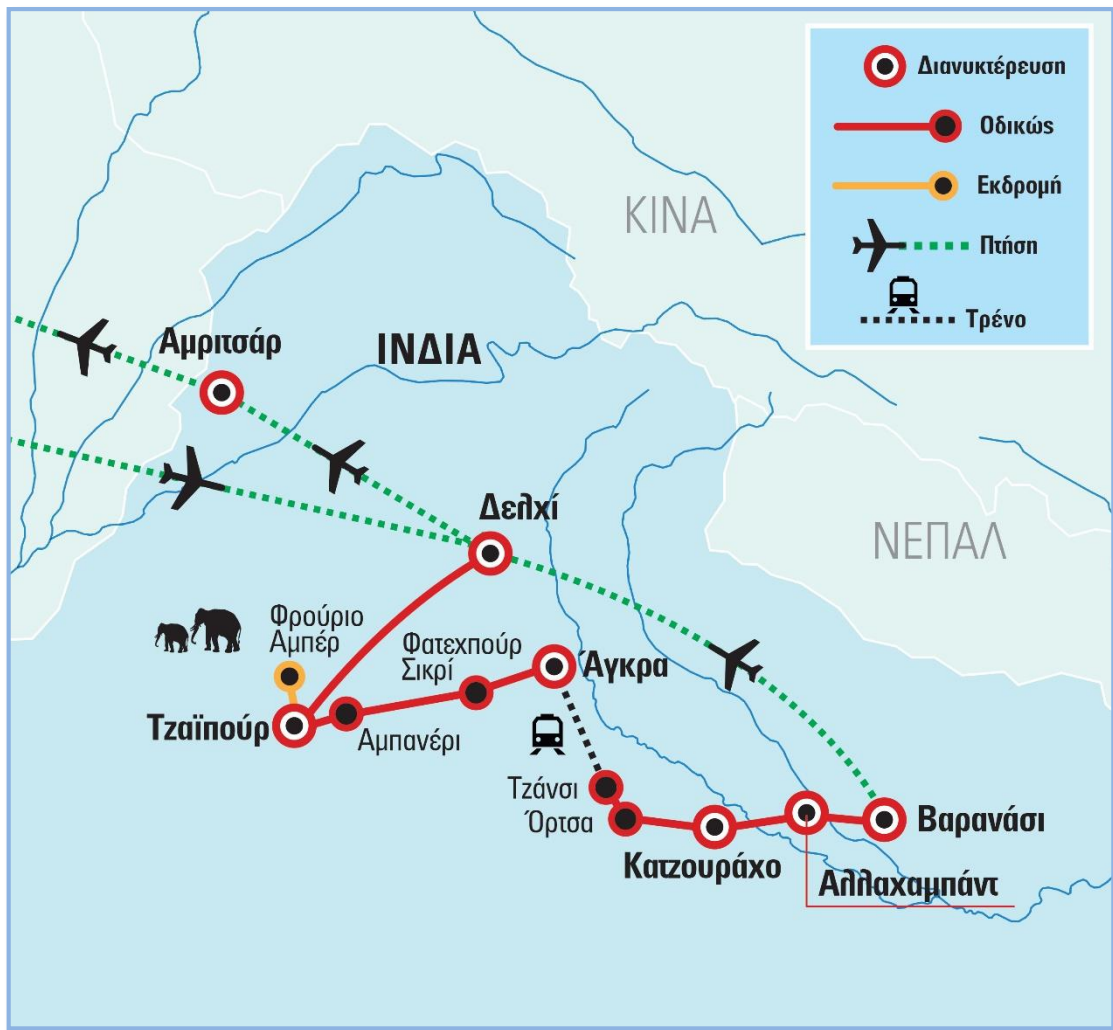 Διανυκτέρευση
Οδικώς
Εκδρομή
Πτήση
Τρένο
ΚΙΝΑ
Αμριτσάρ
ΙΝΔΙΑ
Δελχί
ΝΕΠΑΛ
Φρούριο
Αμπέρ
Φατεχπούρ
Σικρί
Άγκρα
Τζαϊπούρ
Αμπανέρι
Τζάνσι
Όρτσα
Βαρανάσι
Κατζουράχο
Αλλαχαμπάντ